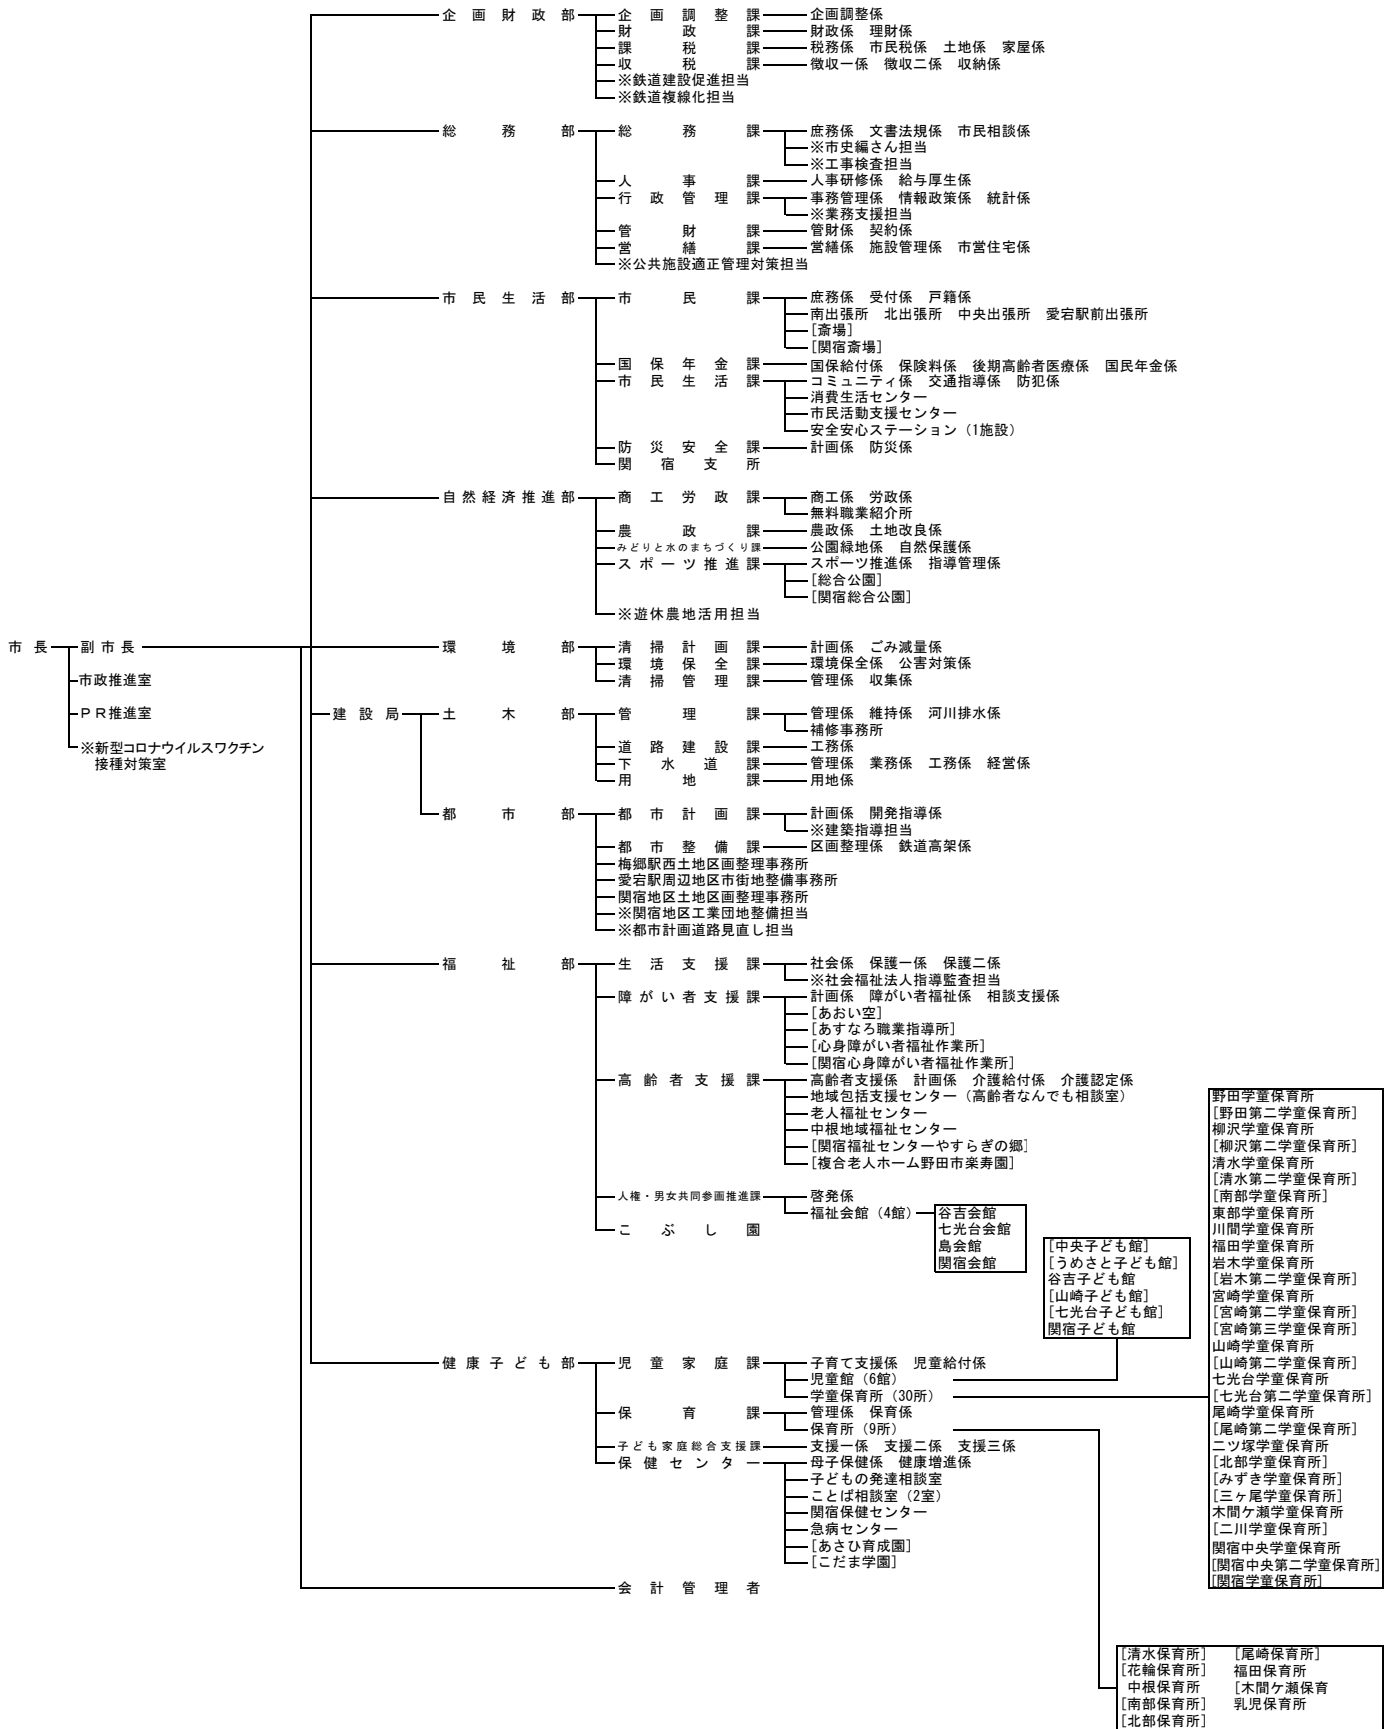 企画財政部 企画調整課 企画調整係
財政課 財政係 理財係
課税課 税務係 市民税係 土地係 家屋係
収税課 徴収一係 徴収二係 収納係
※鉄道建設促進担当
※鉄道複線化担当
総務部 総務課 庶務係 文書法規係 市民相談係
※市史編さん担当
※工事検査担当
人事課 人事研修係 給与厚生係
行政管理課 事務管理係 情報政策係 統計係
※業務支援担当
管財課 管財係 契約係
営繕課 営繕係 施設管理係 市営住宅係
※公共施設適正管理対策担当
市民生活部 市民課 庶務係 受付係 戸籍係
南出張所 北出張所 中央出張所 愛宕駅前出張所
[斎場]
[関宿斎場]
国保年金課 国保給付係 保険料係 後期高齢者医療係 国民年金係
市民生活課 コミュニティ係 交通指導係 防犯係
消費生活センター
市民活動支援センター
安全安心ステーション（1施設）
防災安全課 計画係 防災係
関宿支所
自然経済推進部 商工労政課 商工係 労政係
無料職業紹介所
農政課 農政係 土地改良係
みどりと水のまちづくり課 公園緑地係 自然保護係
スポーツ推進課 スポーツ推進係 指導管理係
[総合公園]
[関宿総合公園]
※遊休農地活用担当
市長 副市長 環境部 清掃計画課 計画係 ごみ減量係
環境保全課 環境保全係 公害対策係
市政推進室 清掃管理課 管理係 収集係
ＰＲ推進室 建設局 土木部 管理課 管理係 維持係 河川排水係
補修事務所
※新型コロナウイルスワクチン 道路建設課 工務係
接種対策室 下水道課 管理係 業務係 工務係 経営係
用地課 用地係
都市部 都市計画課 計画係 開発指導係
※建築指導担当
都市整備課 区画整理係 鉄道高架係
梅郷駅西土地区画整理事務所
愛宕駅周辺地区市街地整備事務所
関宿地区土地区画整理事務所
※関宿地区工業団地整備担当
※都市計画道路見直し担当
福祉部 生活支援課 社会係 保護一係 保護二係
※社会福祉法人指導監査担当
障がい者支援課 計画係 障がい者福祉係 相談支援係
[あおい空]
[あすなろ職業指導所]
[心身障がい者福祉作業所]
[関宿心身障がい者福祉作業所]
高齢者支援課 高齢者支援係 計画係 介護給付係 介護認定係
地域包括支援センター（高齢者なんでも相談室）
老人福祉センター
中根地域福祉センター
[関宿福祉センターやすらぎの郷]
[複合老人ホーム野田市楽寿園]
人権・男女共同参画推進課 啓発係
福祉会館（4館） 谷吉会館
こぶし園 七光台会館
島会館
関宿会館
[中央子ども館]
[うめさと子ども館]
谷吉子ども館
[山崎子ども館]
[七光台子ども館]
関宿子ども館
健康子ども部 児童家庭課 子育て支援係 児童給付係
児童館（6館）
学童保育所（30所）
保育課 管理係 保育係
保育所（9所）
子ども家庭総合支援課 支援一係 支援二係 支援三係
保健センター 母子保健係 健康増進係
子どもの発達相談室
ことば相談室（2室）
関宿保健センター
急病センター
[あさひ育成園]
[こだま学園]
会計管理者
野田学童保育所
[野田第二学童保育所]
柳沢学童保育所
[柳沢第二学童保育所]
清水学童保育所
[清水第二学童保育所]
[南部学童保育所]
東部学童保育所
川間学童保育所
福田学童保育所
岩木学童保育所
[岩木第二学童保育所]
宮崎学童保育所
[宮崎第二学童保育所]
[宮崎第三学童保育所]
山崎学童保育所
[山崎第二学童保育所]
七光台学童保育所
[七光台第二学童保育所]
尾崎学童保育所
[尾崎第二学童保育所]
二ツ塚学童保育所
[北部学童保育所]
[みずき学童保育所]
[三ヶ尾学童保育所]
木間ケ瀬学童保育所
[二川学童保育所]
関宿中央学童保育所
[関宿中央第二学童保育所]
[関宿学童保育所]
[清水保育所] [尾崎保育所]
[花輪保育所] 福田保育所
中根保育所 [木間ケ瀬保育
[南部保育所] 乳児保育所
[北部保育所]